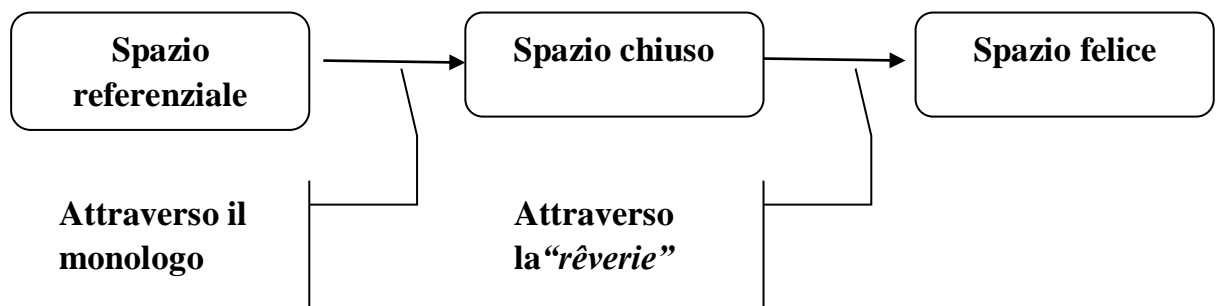 Spazio
referenziale
Spazio chiuso
Spazio felice
Attraverso il
monologo
Attraverso
la“rêverie”